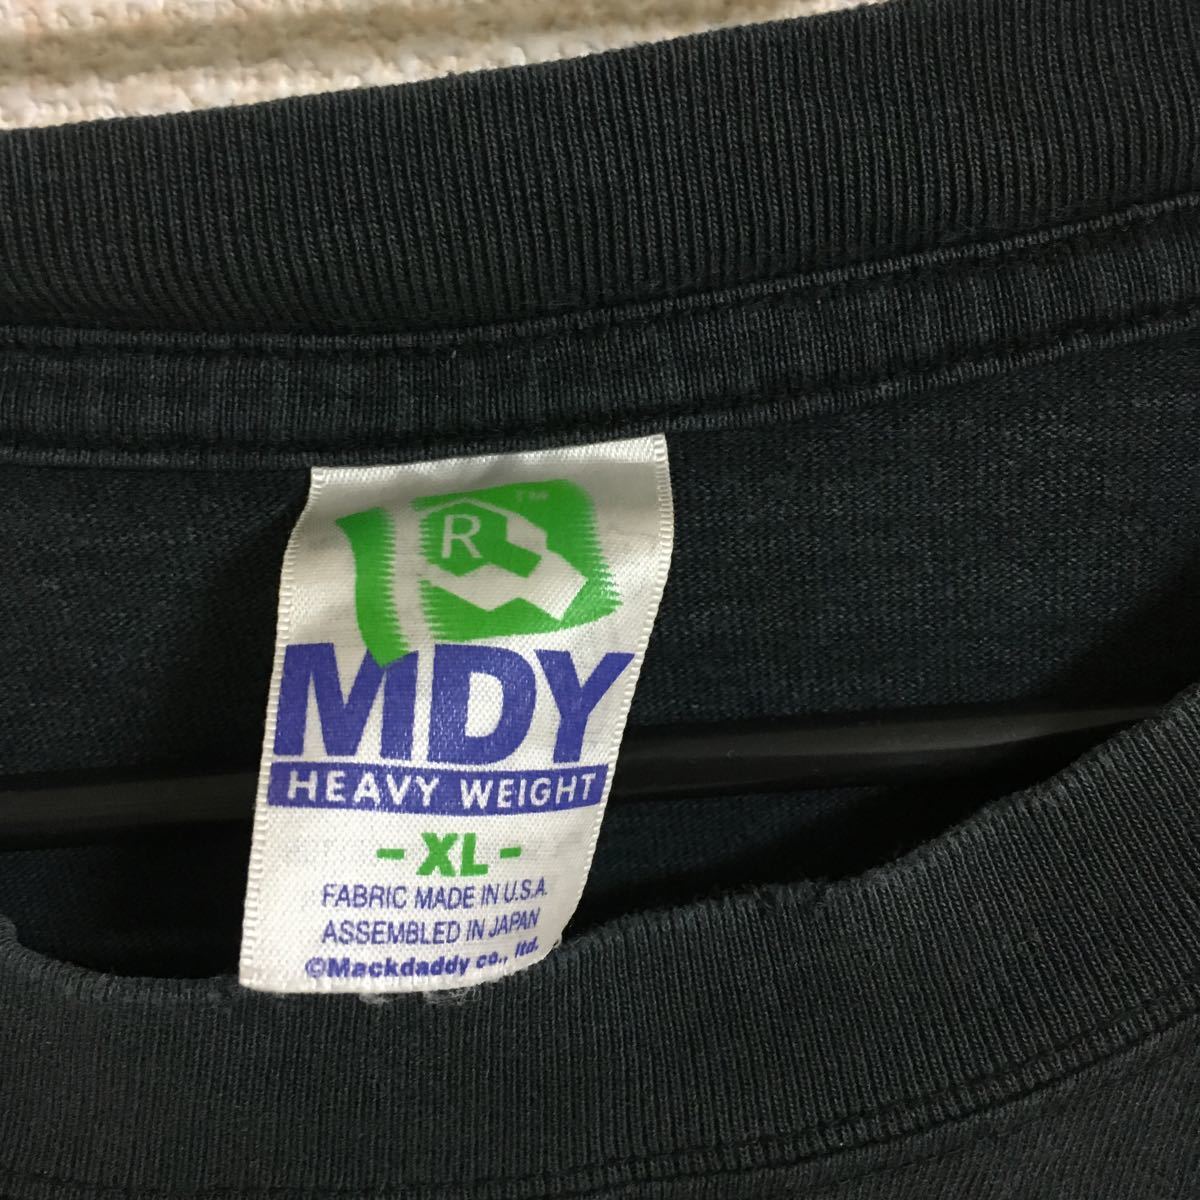 TM
R
MDY
HEAVY WEIGHT
- XL -
FABRIC MADE IN U.S.A.
ASSEMBLED IN JAPAN
©Mackdaddy co., ltd.